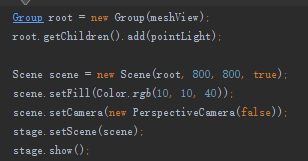 Group root = new Group(meshView);
root.getChildren().add(pointLight);
Scene scene = new Scene(root, 800, 800, true);
scene.setFill(Color.rgb(10, 10, 40));
scene.setCamera(new PerspectiveCamera(false));
stage.setScene(scene);
stage.show();